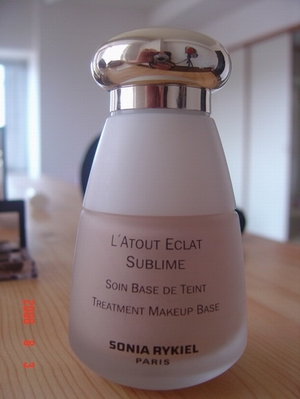 L'ATOUT ECLAT
SUBLIME
SOIN BASE DE TEINT
TREATMENT MAKEUP BASE
SONIA RYKIEL
PARIS